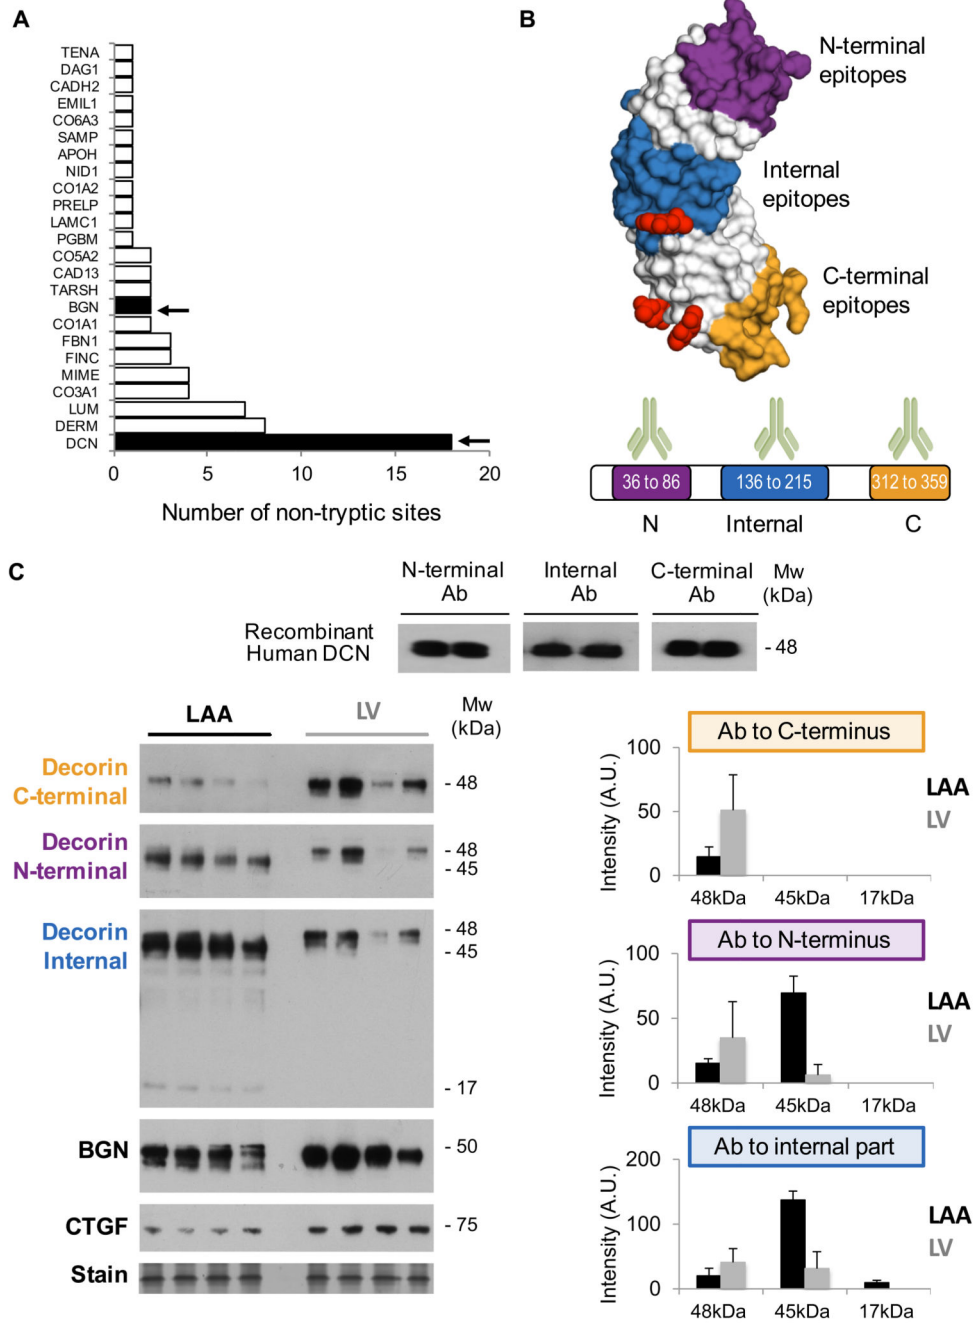 A
TENA
DAG1
CADH2
EMIL1
CO6A3
SAMP
APOH
NID1
CO1A2
PRELP
LAMC1
PGBM
CO5A2
CAD13
TARSH
BGN
CO1A1
FBN1
FINC
MIME
CO3A1
LUM
DERM
DCN
0 5 10 15 20
Number of non-tryptic sites
B
N-terminal
epitopes
Internal
epitopes
C-terminal
epitopes
36 to 86 136 to 215 312 to 359
N Internal C
C
N-terminal
Ab
Internal
Ab
C-terminal
Ab
Mw
(kDa)
Recombinant
Human DCN
- 48
LAA LV Mw
(kDa)
Decorin
C-terminal
- 48
Decorin
N-terminal
- 48
- 45
Decorin
Internal
- 48
- 45
- 17
BGN - 50
CTGF - 75
Stain
Ab to C-terminus
Intensity (A.U.)
100
50
0
48kDa 45kDa 17kDa
LAA
LV
Ab to N-terminus
Intensity (A.U.)
100
50
0
48kDa 45kDa 17kDa
LAA
LV
Ab to internal part
Intensity (A.U.)
200
100
0
48kDa 45kDa 17kDa
LAA
LV